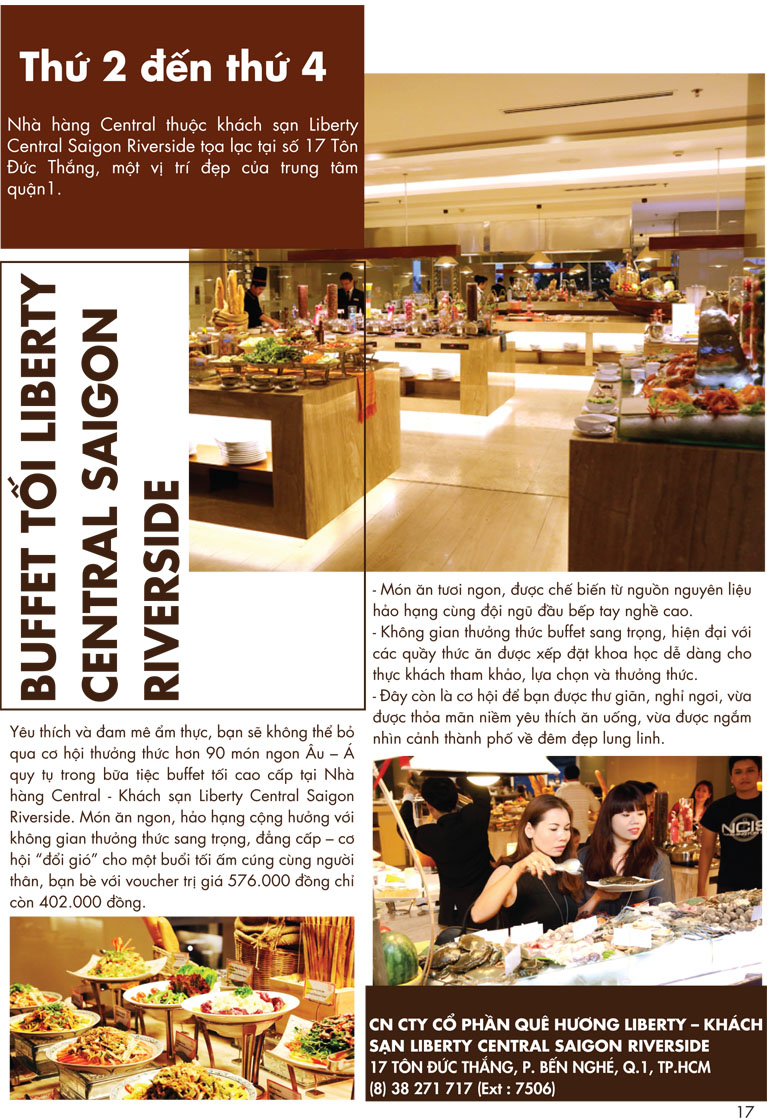 Thứ 2 đến thứ 4
Nhà hàng Central thuộc khách sạn Liberty
Central Saigon Riverside tọa lạc tại số 17 Tôn
Đức Thắng, một vị trí đẹp của trung tâm
quận1.
BUFFET TỐI LIBERTY
CENTRAL SAIGON
RIVERSIDE
Yêu thích và đam mê ẩm thực, bạn sẽ không thể bỏ
qua cơ hội thưởng thức hơn 90 món ngon Âu – Á
quy tụ trong bữa tiệc buffet tối cao cấp tại Nhà
hàng Central - Khách sạn Liberty Central Saigon
Riverside. Món ăn ngon, hảo hạng cộng hưởng với
không gian thưởng thức sang trọng, đẳng cấp – cơ
hội “đổi gió” cho một buổi tối ấm cúng cùng người
thân, bạn bè với voucher trị giá 576.000 đồng chỉ
còn 402.000 đồng.
- Món ăn tươi ngon, được chế biến từ nguồn nguyên liệu
hảo hạng cùng đội ngũ đầu bếp tay nghề cao.
- Không gian thưởng thức buffet sang trọng, hiện đại với
các quầy thức ăn được xếp đặt khoa học dễ dàng cho
thực khách tham khảo, lựa chọn và thưởng thức.
- Đây còn là cơ hội để bạn được thư giãn, nghỉ ngơi, vừa
được thỏa mãn niềm yêu thích ăn uống, vừa được ngắm
nhìn cảnh thành phố về đêm đẹp lung linh.
NCIS
CN CTY CỔ PHẦN QUÊ HƯƠNG LIBERTY – KHÁCH
SẠN LIBERTY CENTRAL SAIGON RIVERSIDE
17 TÔN ĐỨC THẮNG, P. BẾN NGHÉ, Q.1, TP.HCM
(8) 38 271 717 (Ext : 7506)
17